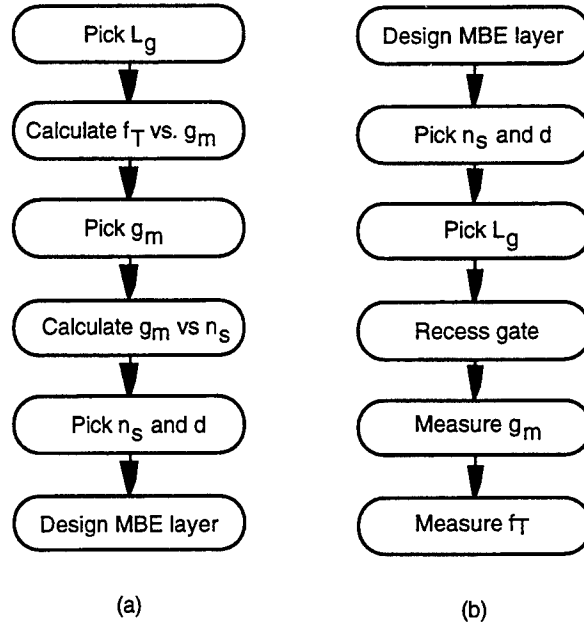 Pick Lg
Calculate fT vs. gm
Pick gm
Calculate gm vs ns
Pick ns and d
Design MBE layer
(a)
Design MBE layer
Pick ns and d
Pick Lg
Recess gate
Measure gm
Measure fT
(b)